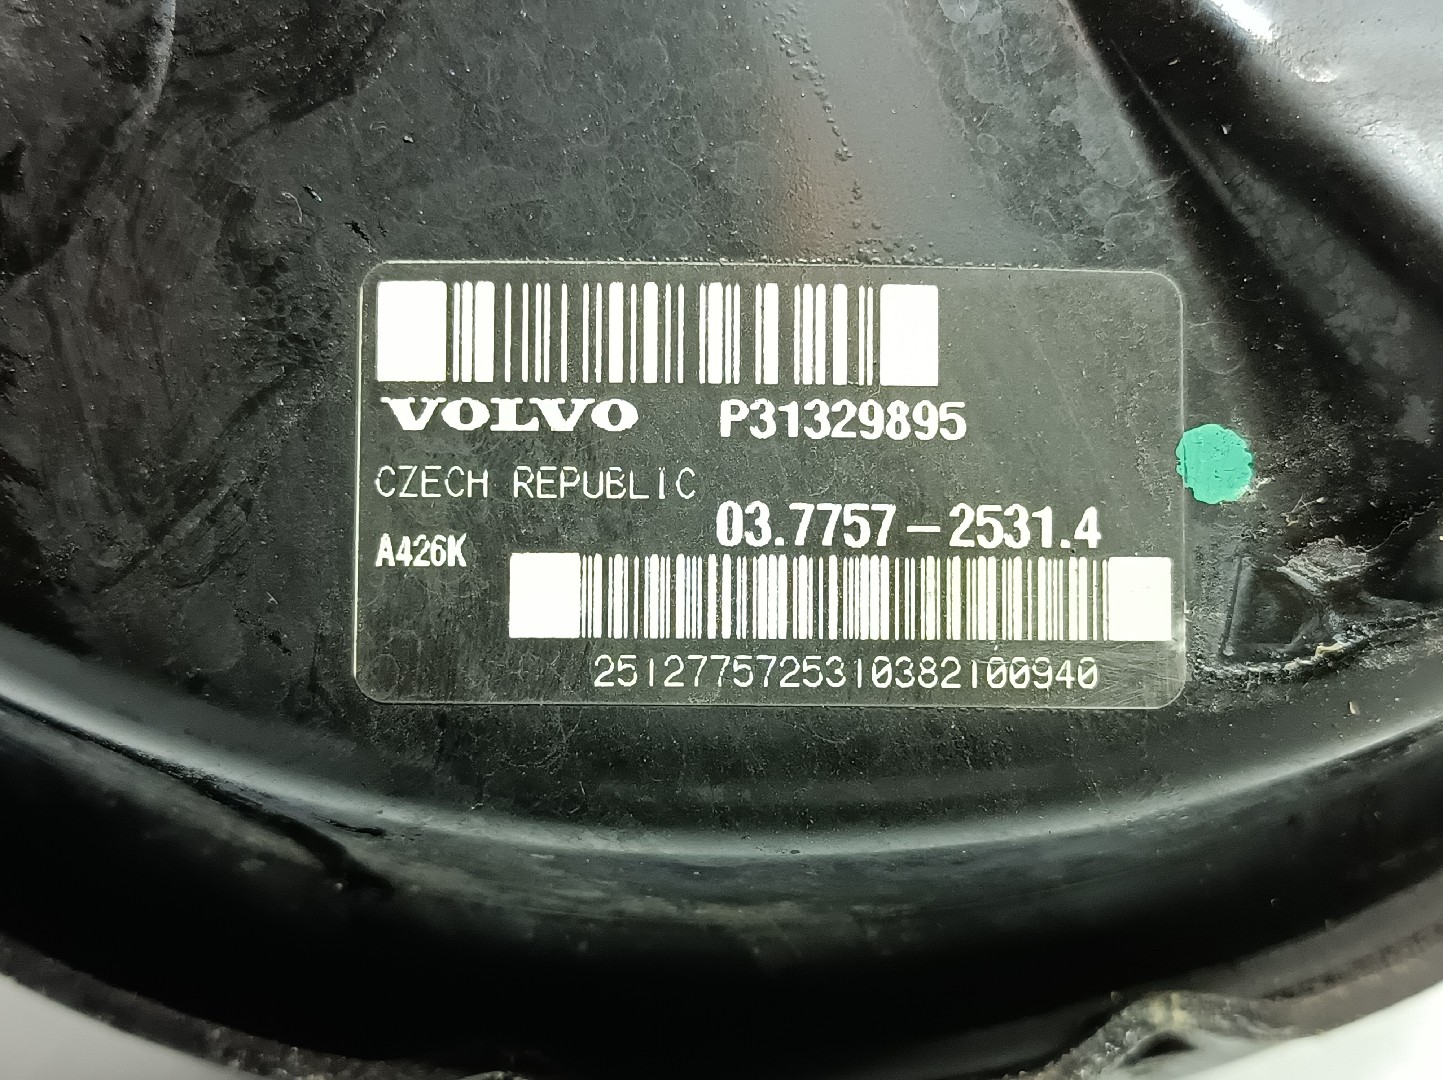 VOLVO P31329895
CZECH REPUBLIC
03.7757-2531.4
A426K
2512775725310382100940